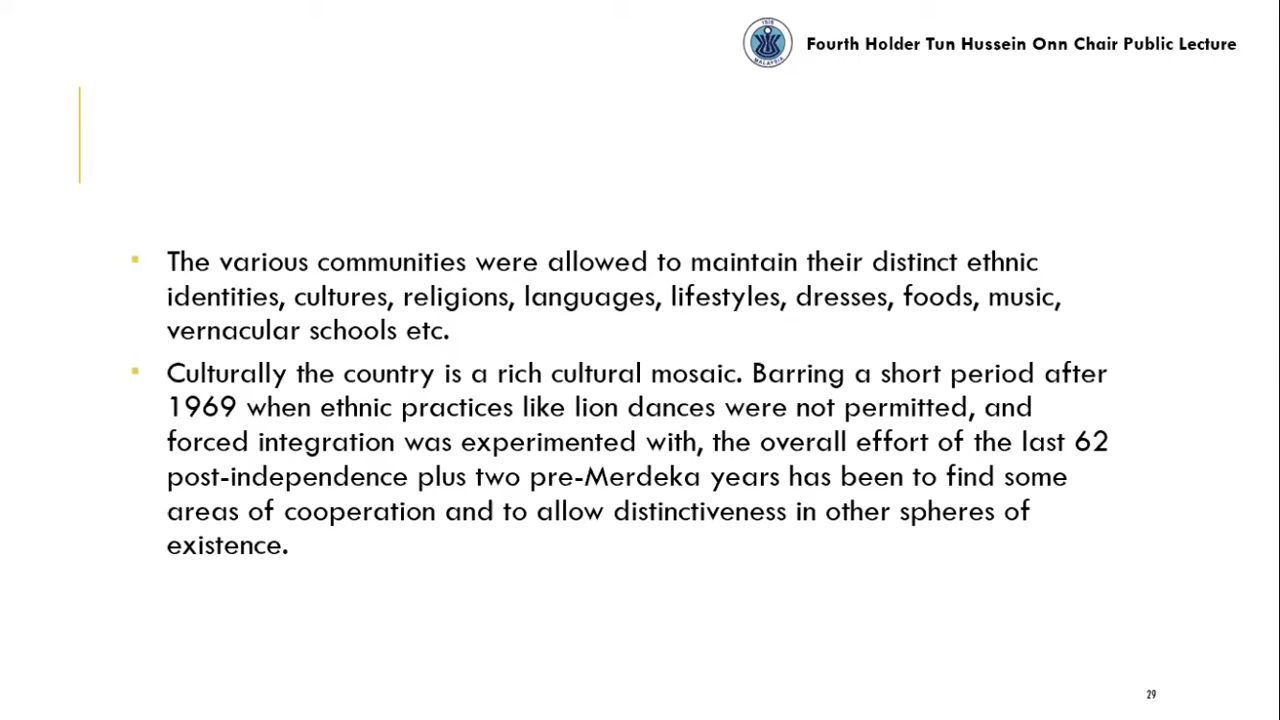 ISIS
MALAYSIA
Fourth Holder Tun Hussein Onn Chair Public Lecture
▪ The various communities were allowed to maintain their distinct ethnic
identities, cultures, religions, languages, lifestyles, dresses, foods, music,
vernacular schools etc.
▪ Culturally the country is a rich cultural mosaic. Barring a short period after
1969 when ethnic practices like lion dances were not permitted, and
forced integration was experimented with, the overall effort of the last 62
post-independence plus two pre-Merdeka years has been to find some
areas of cooperation and to allow distinctiveness in other spheres of
existence.
29